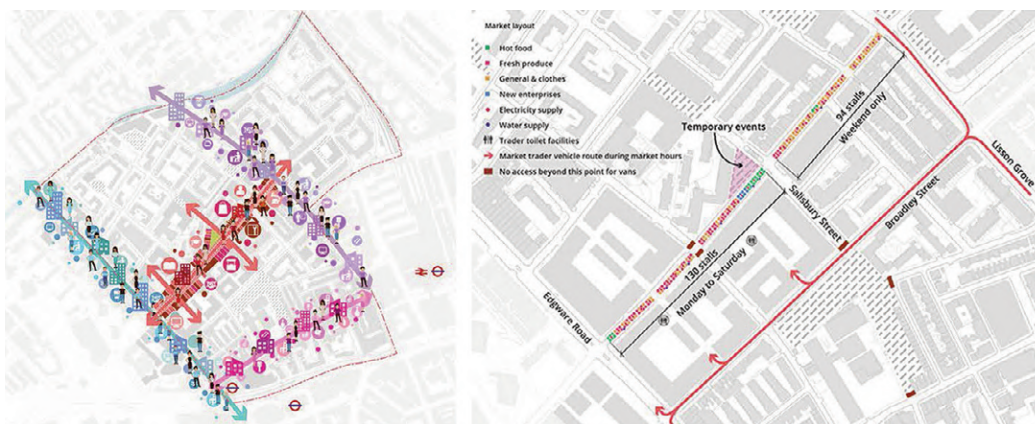 Market layout
Hot food
Fresh produce
General & clothes
New enterprises
Electricity supply
Water supply
Trader toilet facilities
Market trader vehicle route during market hours
No access beyond this point for vans
Temporary events
94 stalls
Weekend only
Lisson Grove
Salisbury Street
Broadley Street
130 stalls
Monday to Saturday
Edgware Road